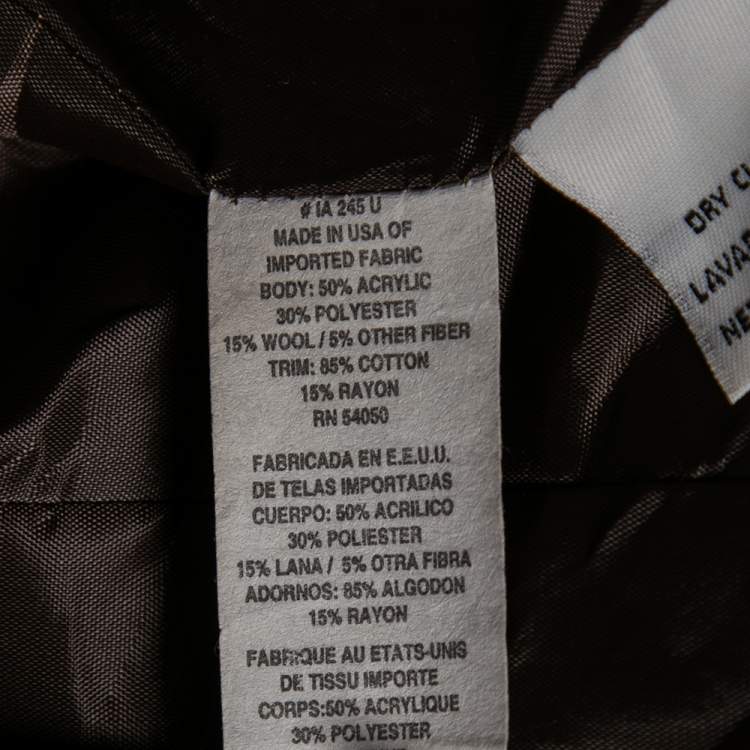 # IA 245 U
MADE IN USA OF
IMPORTED FABRIC
BODY: 50% ACRYLIC
30% POLYESTER
15% WOOL / 5% OTHER FIBER
TRIM: 85% COTTON
15% RAYON
RN 54050
FABRICADA EN E.E.U.U.
DE TELAS IMPORTADAS
CUERPO: 50% ACRILICO
30% POLIESTER
15% LANA / 5% OTRA FIBRA
ADORNOS: 85% ALGODON
15% RAYON
FABRIQUE AU ETATS-UNIS
DE TISSU IMPORTE
CORPS:50% ACRYLIQUE
30% POLYESTER
DRY